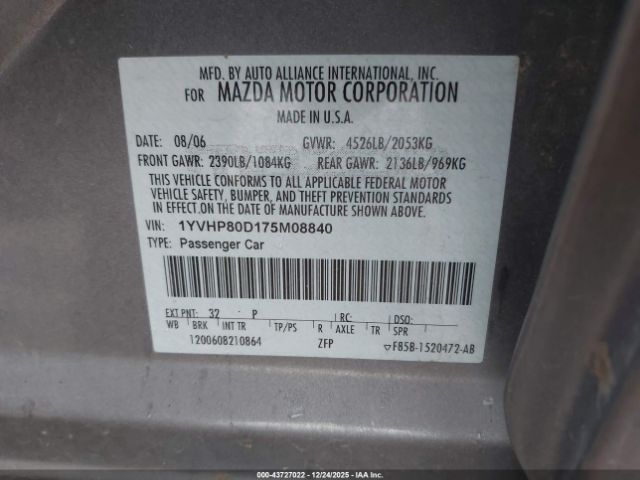 MFD. BY AUTO ALLIANCE INTERNATIONAL, INC.
FOR MAZDA MOTOR CORPORATION
MADE IN U.S.A.
DATE: 08/06 GVWR: 4526LB/2053KG
FRONT GAWR: 2390LB/1084KG REAR GAWR: 2136LB/969KG
THIS VEHICLE CONFORMS TO ALL APPLICABLE FEDERAL MOTOR
VEHICLE SAFETY, BUMPER, AND THEFT PREVENTION STANDARDS
IN EFFECT ON THE DATE OF MANUFACTURE SHOWN ABOVE.
VIN: 1YVHP80D175M08840
TYPE: Passenger Car
EXT PNT: 32 P RC: DSO:
WB BRK INT TR TP/PS R AXLE TR SPR
1200608210864 ZFP ▽F85B-1520472-AB
© - 43727022 - 12/24/2025 - IAAI.COM